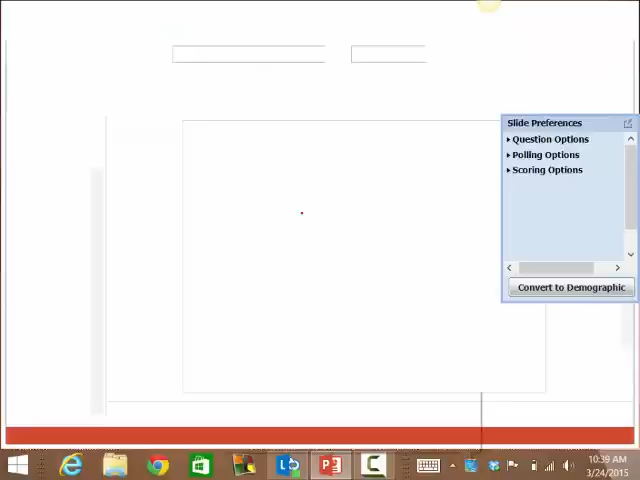 Slide Preferences
Question Options
Polling Options
Scoring Options
Convert to Demographic
10:39 AM
3/24/2015